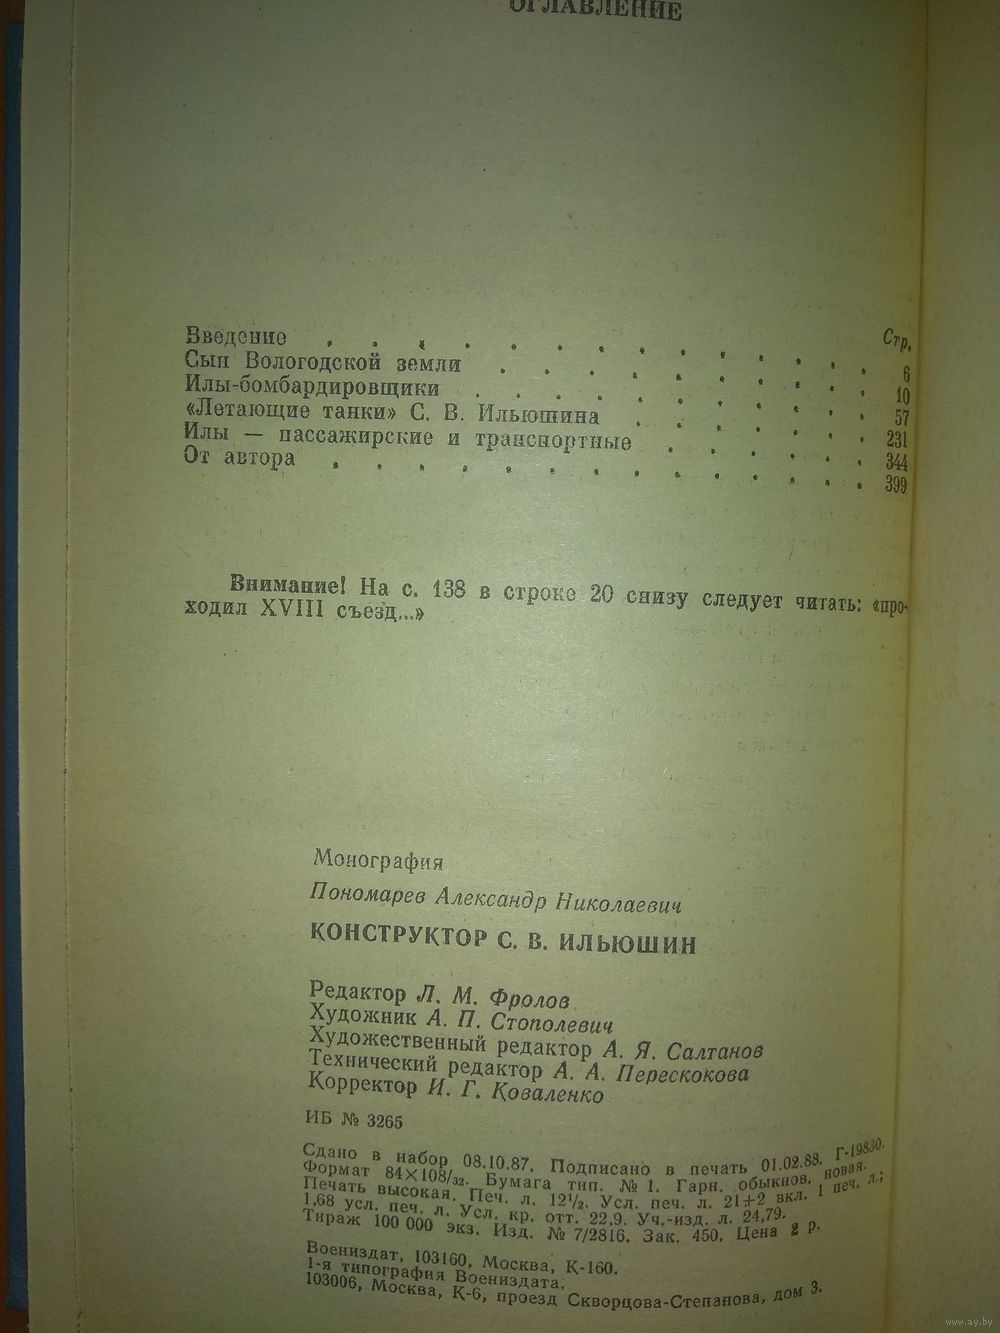 ОГЛАВЛЕНИЕ
Стр.
Введение . . . . . . . . . . . . . 6
Сын Вологодской земли . . . . . . . . . 10
Илы-бомбардировщики . . . . . . . . . . 57
«Летающие танки» С. В. Ильюшина . . . . . . 231
Илы — пассажирские и транспортные . . . . . 344
От автора . . . . . . . . . . . . . 399
Внимание! На с. 138 в строке 20 снизу следует читать: «про-
ходил XVIII съезд...»
Монография
Пономарев Александр Николаевич
КОНСТРУКТОР С. В. ИЛЬЮШИН
Редактор Л. М. Фролов
Художник А. П. Стополевич
Художественный редактор А. Я. Салтанов
Технический редактор А. А. Перескокова
Корректор И. Г. Коваленко
ИБ № 3265
Сдано в набор 08.10.87. Подписано в печать 01.02.88. Г-19830.
Формат 84×108/32. Бумага тип. № 1. Гарн. обыкнов. новая.
Печать высокая. Печ. л. 12½. Усл. печ. л. 21+2 вкл. 1 печ. л.,
1,68 усл. печ. л. Усл. кр. отт. 22,9. Уч.-изд. л. 24,79.
Тираж 100 000 экз. Изд. № 7/2816. Зак. 450. Цена 2 р.
Воениздат, 103160, Москва, К-160.
1-я типография Воениздата.
103006, Москва, К-6, проезд Скворцова-Степанова, дом 3.
www.ay.by